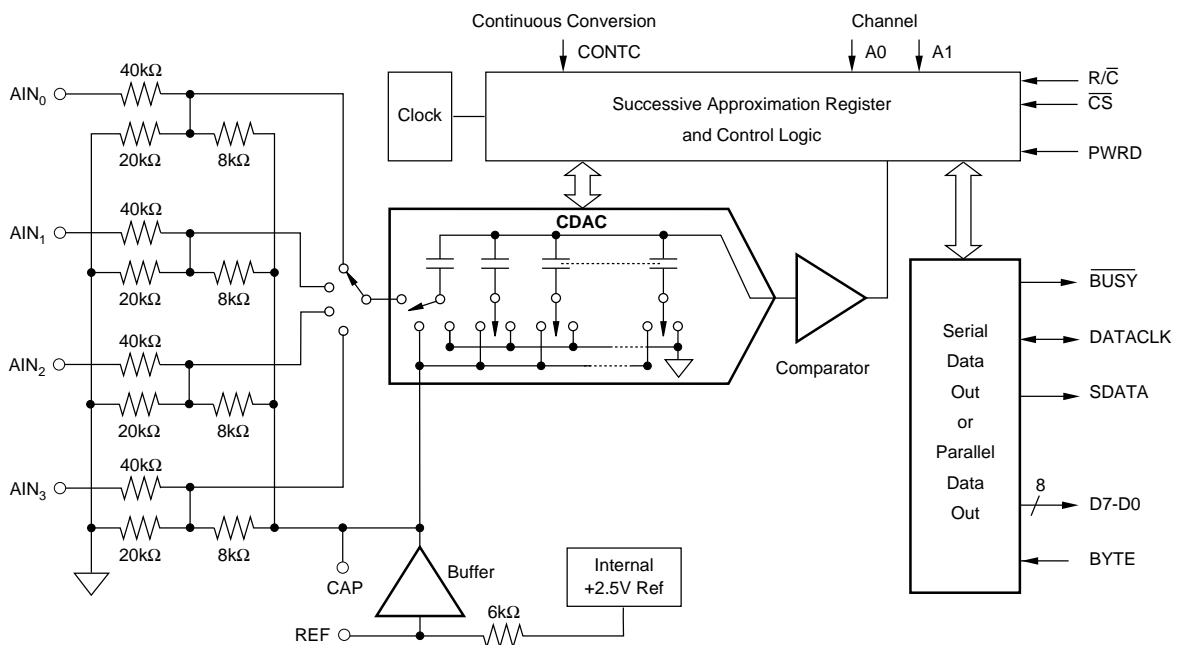 Continuous Conversion
Channel
CONTC
A0
A1
40kΩ
AIN0
20kΩ
8kΩ
Clock
Successive Approximation Register
and Control Logic
R/C̅
C̅S̅
PWRD
40kΩ
AIN1
20kΩ
8kΩ
CDAC
40kΩ
AIN2
20kΩ
8kΩ
Comparator
Serial
Data
Out
or
Parallel
Data
Out
B̅U̅S̅Y̅
DATACLK
SDATA
8
D7-D0
BYTE
40kΩ
AIN3
20kΩ
8kΩ
CAP
Buffer
Internal
+2.5V Ref
6kΩ
REF